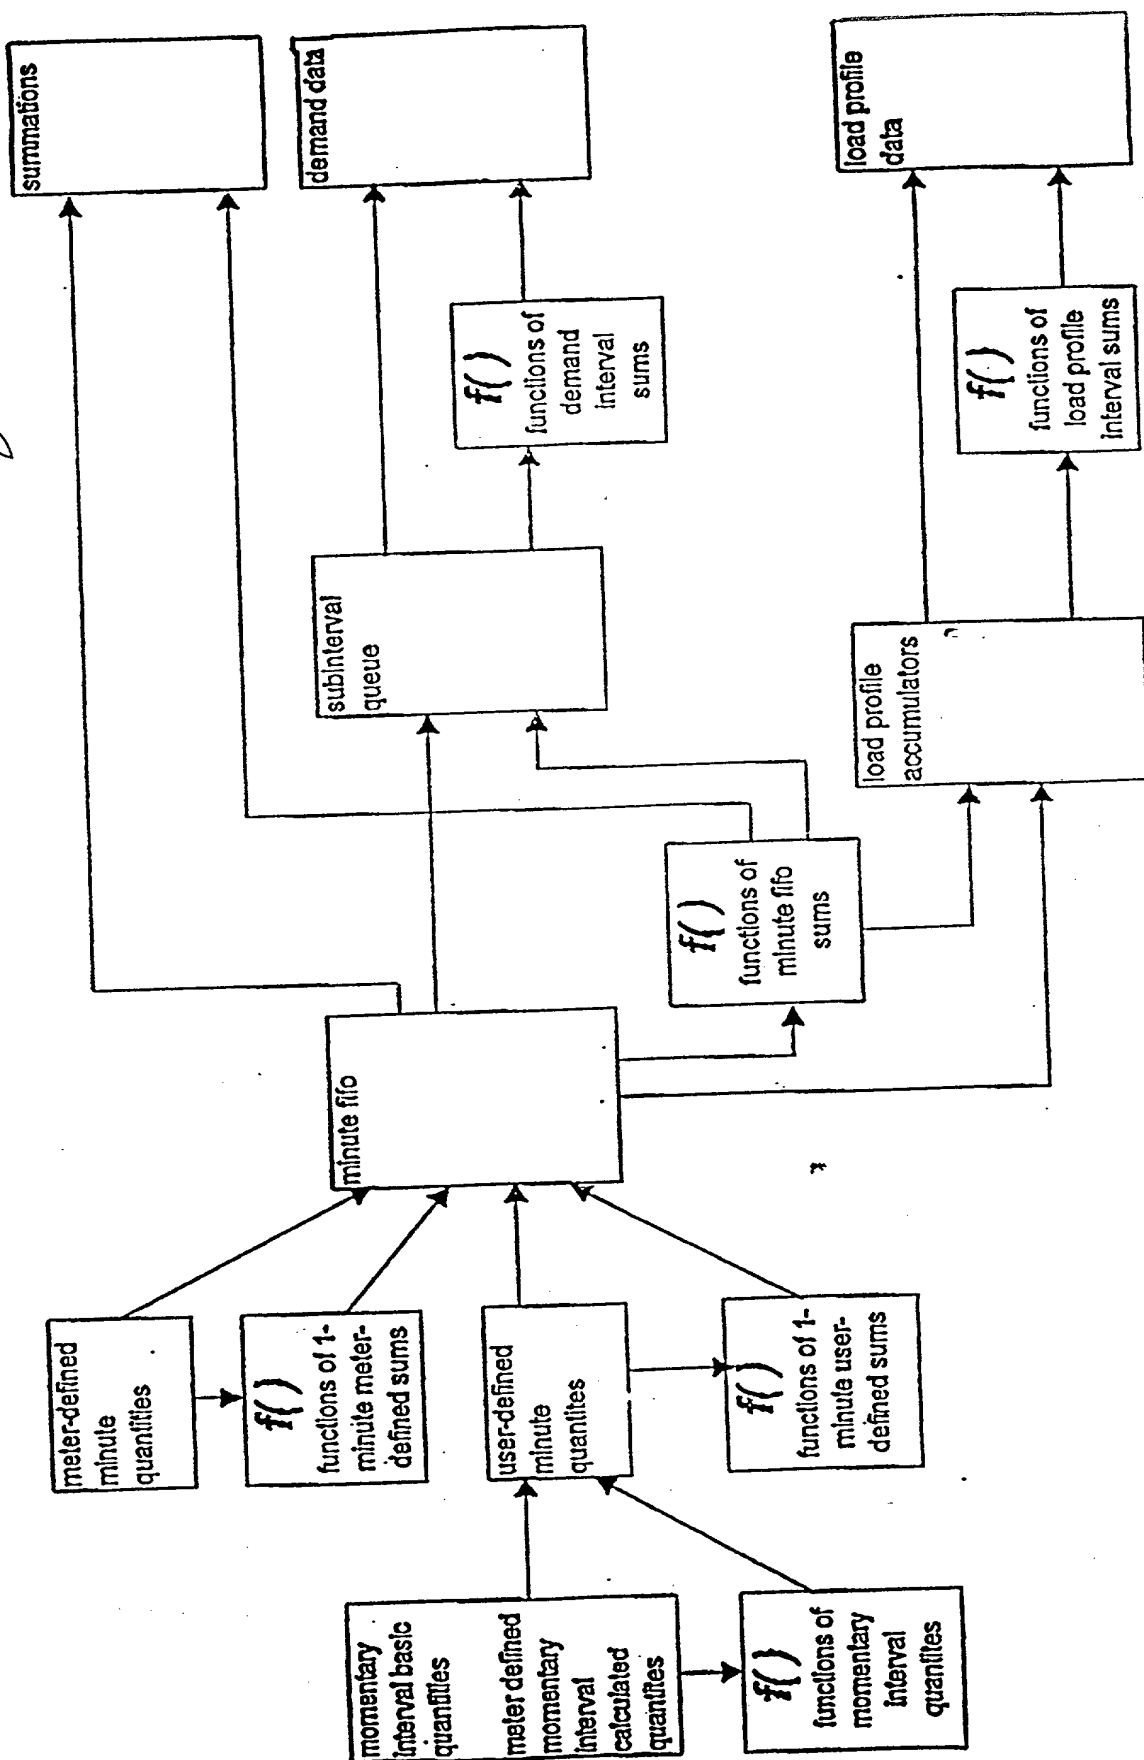 momentary
interval basic
quantities
meter defined
momentary
interval
calculated
quantites
f()
functions of
momentary
interval
quantites
meter-defined
minute
quantities
f()
functions of 1-
minute meter-
defined sums
user-defined
minute
quantites
f()
functions of 1-
minute user-
defined sums
minute fifo
f()
functions of
minute fifo
sums
subinterval
queue
load profile
accumulators
f()
functions of
demand
interval
sums
f()
functions of
load profile
interval sums
summations
demand data
load profile
data